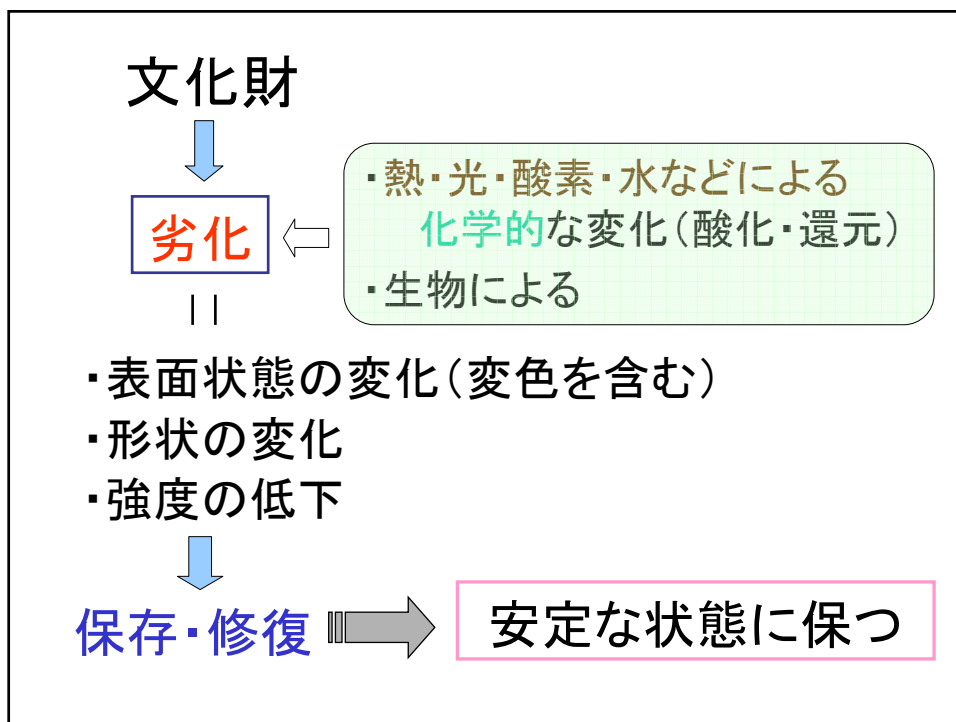 文化財
・熱・光・酸素・水などによる
劣化
化学的な変化（酸化・還元）
・生物による
||
・表面状態の変化（変色を含む）
・形状の変化
・強度の低下
保存・修復
安定な状態に保つ